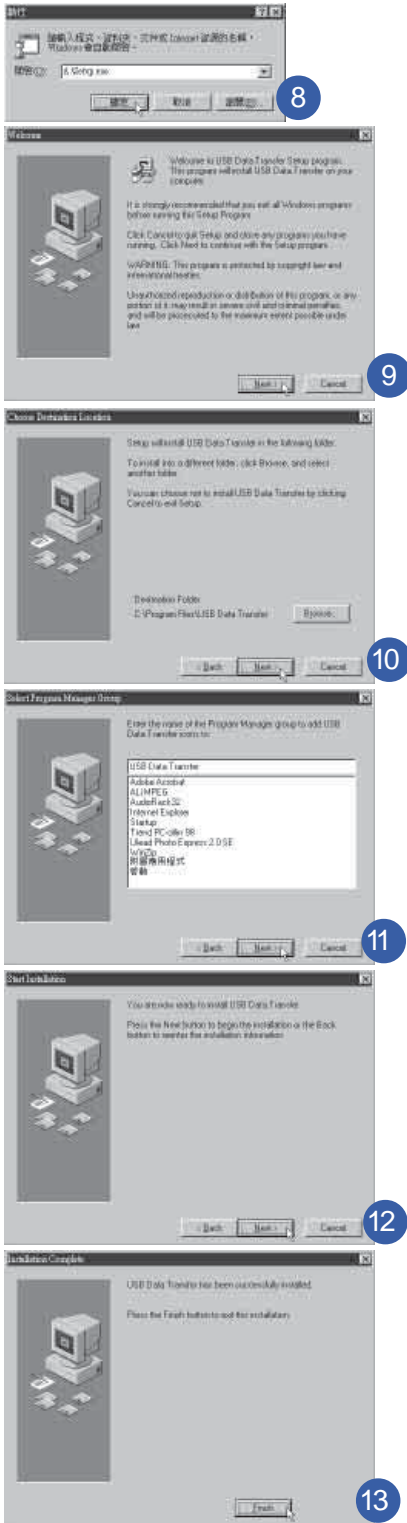 執行
請輸入程式、資料夾、文件或 Internet 資源的名稱,
Windows 會自動開啟。
開啟(O):
確定 取消 瀏覽(B)...
8
Welcome
Welcome to USB Data Transfer Setup program.
This program will install USB Data Transfer on your
computer.
It is strongly recommended that you exit all Windows programs
before running this Setup Program.
Click Cancel to quit Setup and close any programs you have
running. Click Next to continue with the Setup program.
WARNING: This program is protected by copyright law and
international treaties.
Unauthorized reproduction or distribution of this program, or any
portion of it, may result in severe civil and criminal penalties,
and will be prosecuted to the maximum extent possible under
law.
Next > Cancel
9
Choose Destination Location
Setup will install USB Data Transfer in the following folder.
To install into a different folder, click Browse, and select
another folder.
You can choose not to install USB Data Transfer by clicking
Cancel to exit Setup.
Destination Folder
C:\Program Files\USB Data Transfer Browse...
< Back Next > Cancel
10
Select Program Manager Group
Enter the name of the Program Manager group to add USB
Data Transfer icons to:
USB Data Transfer
Adobe Acrobat
ALiMPEG
AudioRack32
Internet Explorer
Startup
Trend PC-cillin 98
Ulead Photo Express 2.0 SE
WinZip
附屬應用程式
啟動
< Back Next > Cancel
11
Start Installation
You are now ready to install USB Data Transfer.
Press the Next button to begin the installation or the Back
button to reenter the installation information.
< Back Next > Cancel
12
Installation Complete
USB Data Transfer has been successfully installed.
Press the Finish button to exit this installation.
Finish
13